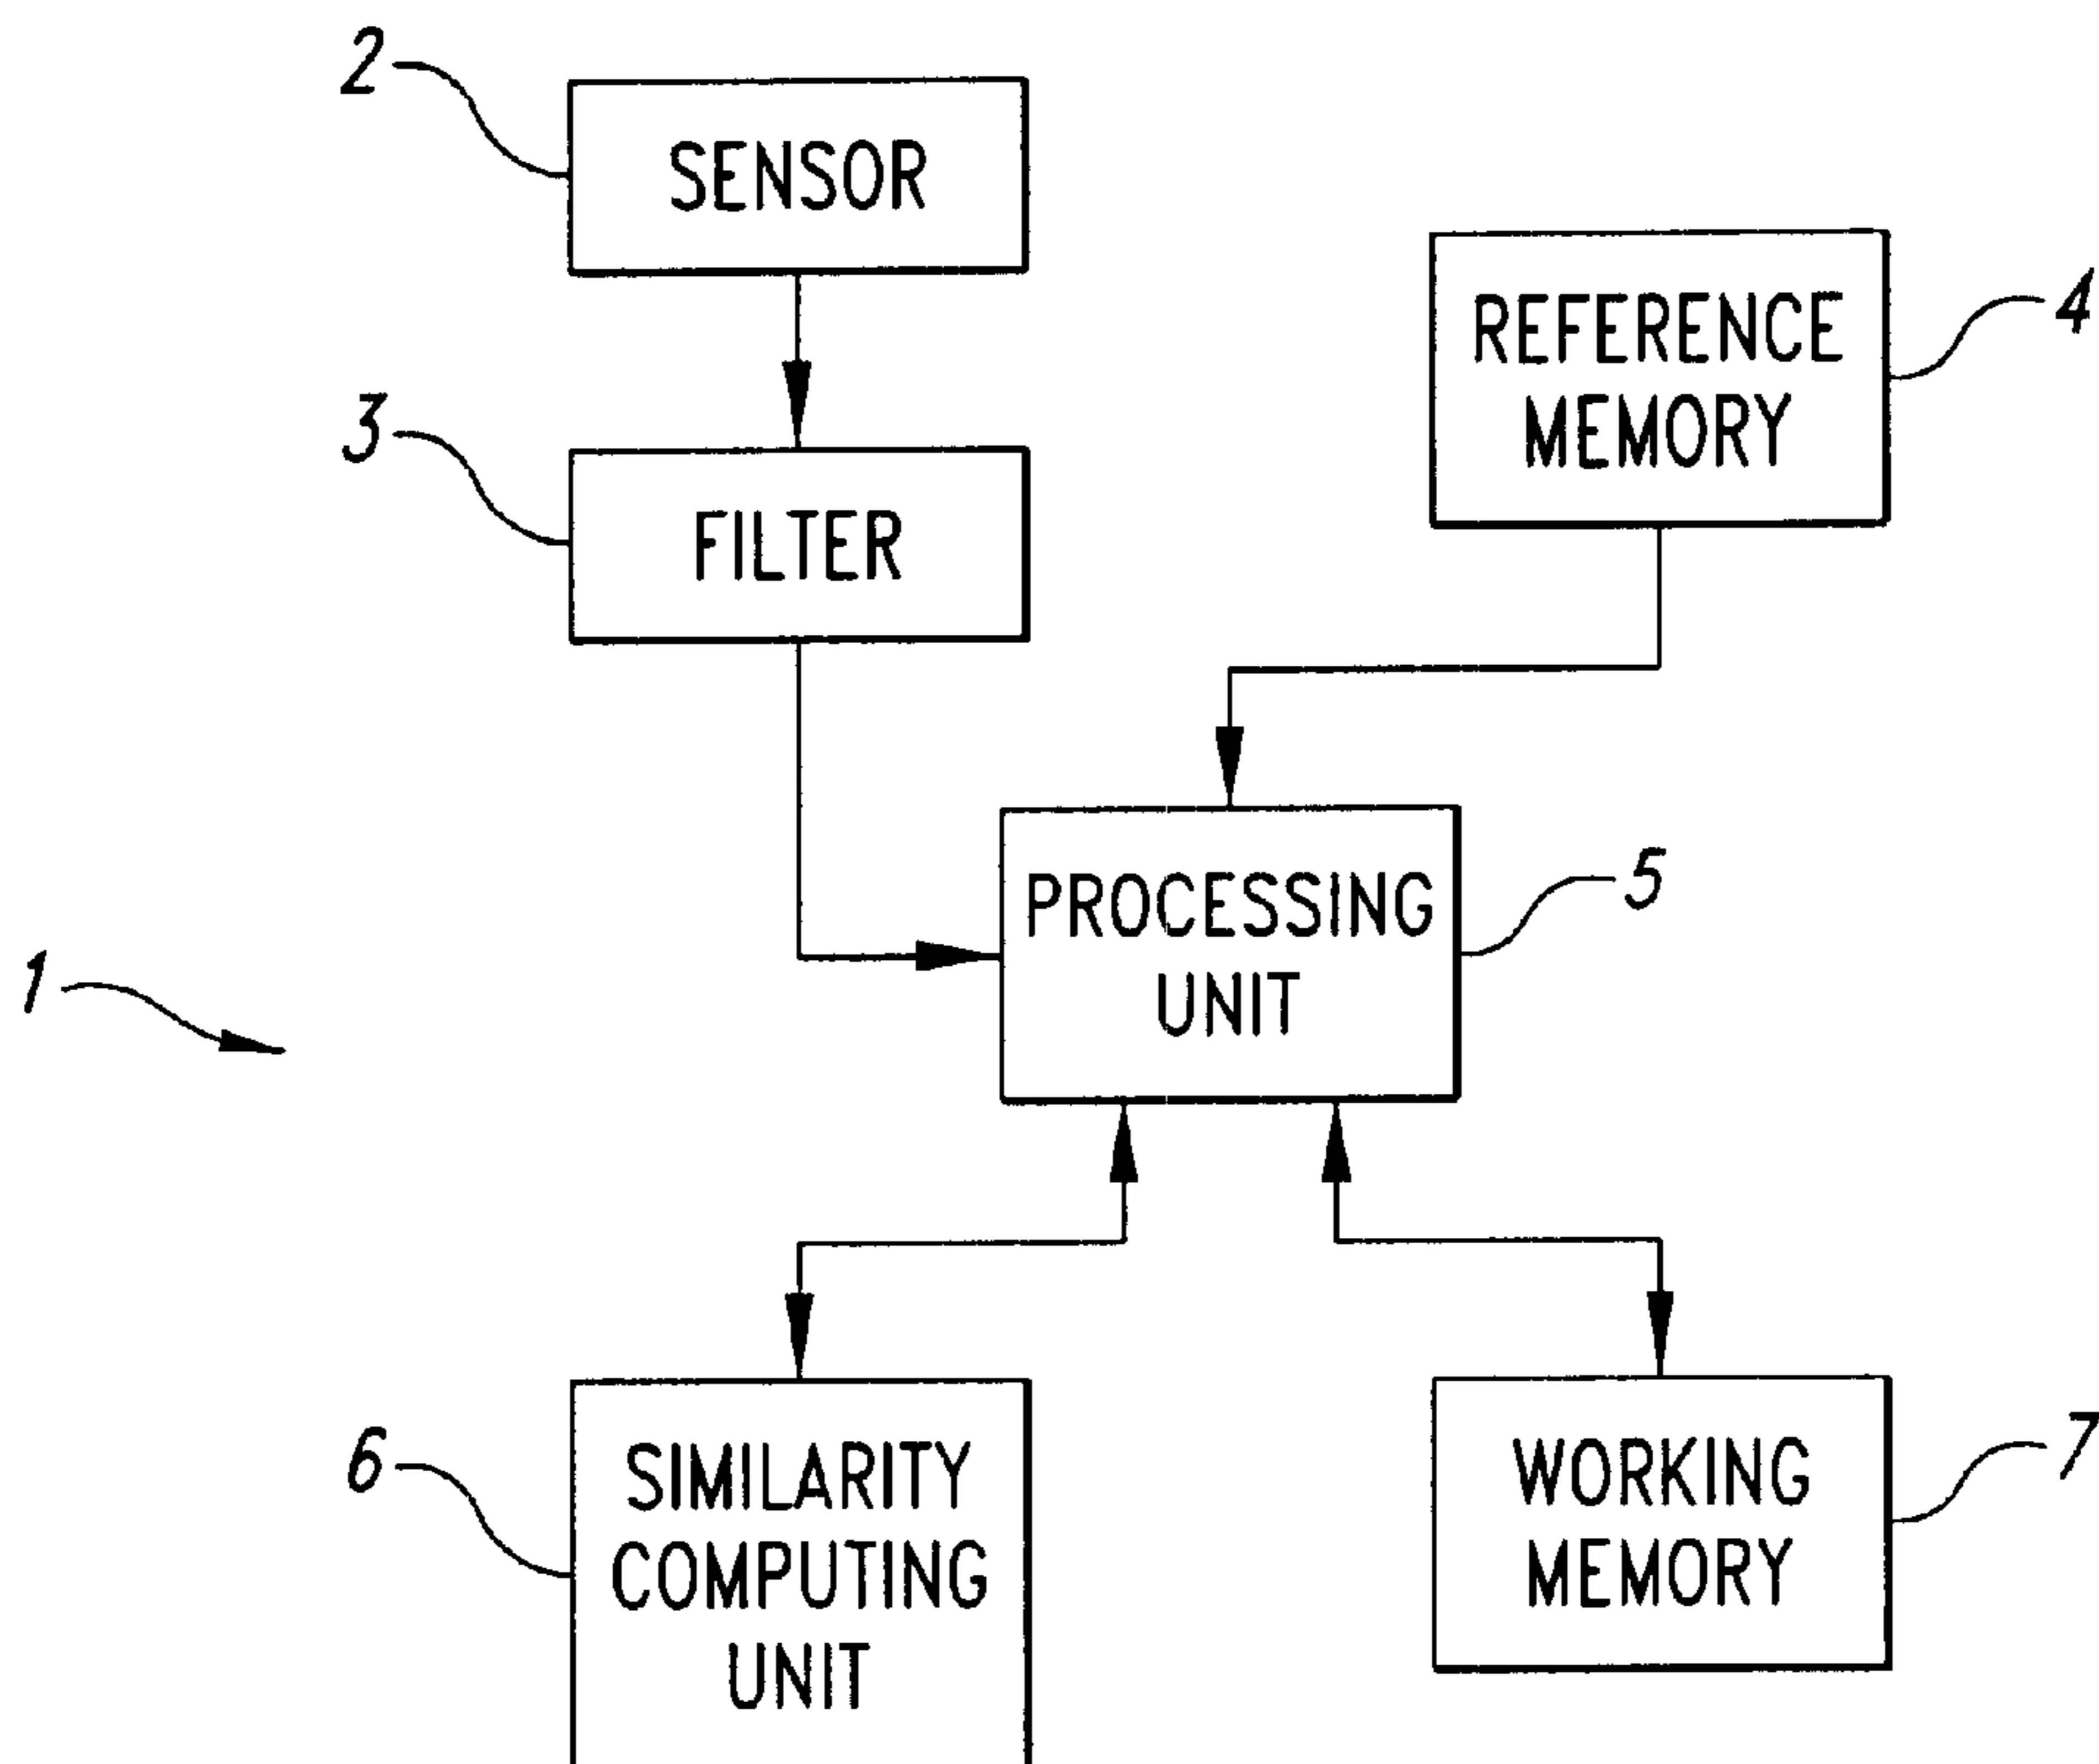 2
SENSOR
REFERENCE
MEMORY
4
3
FILTER
PROCESSING
UNIT
5
1
6
SIMILARITY
COMPUTING
UNIT
WORKING
MEMORY
7